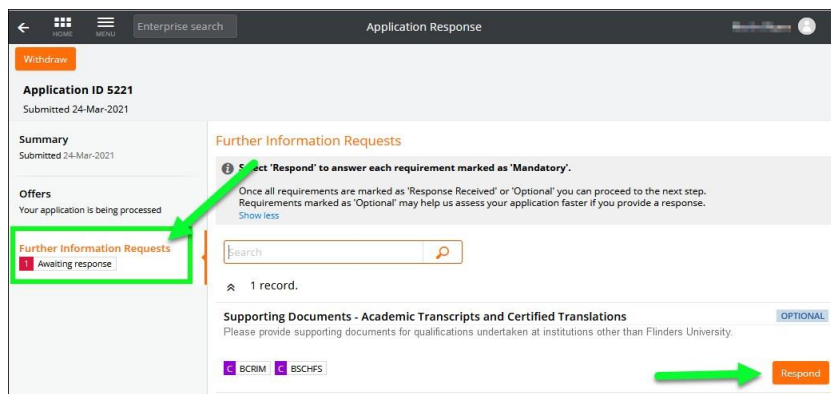 HOME
MENU
Enterprise search
Application Response
Withdraw
Application ID 5221
Submitted 24-Mar-2021
Summary
Submitted 24-Mar-2021
Offers
Your application is being processed
Further Information Requests
1 Awaiting response
Further Information Requests
Select 'Respond' to answer each requirement marked as 'Mandatory'.
Once all requirements are marked as 'Response Received' or 'Optional' you can proceed to the next step.
Requirements marked as 'Optional' may help us assess your application faster if you provide a response.
Show less
Search
1 record.
Supporting Documents - Academic Transcripts and Certified Translations
OPTIONAL
Please provide supporting documents for qualifications undertaken at institutions other than Flinders University.
C BCRIM C BSCHFS
Respond